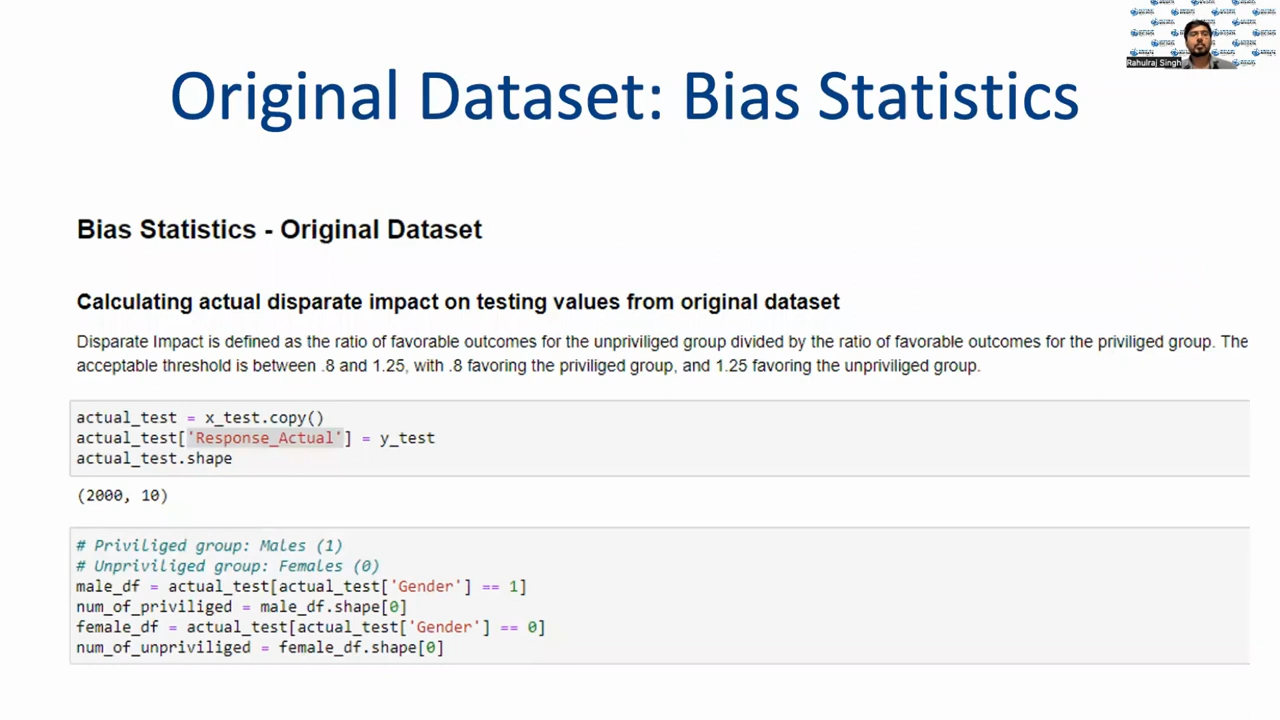 Rahulraj Singh
Original Dataset: Bias Statistics
Bias Statistics - Original Dataset
Calculating actual disparate impact on testing values from original dataset
Disparate Impact is defined as the ratio of favorable outcomes for the unpriviliged group divided by the ratio of favorable outcomes for the priviliged group. The
acceptable threshold is between .8 and 1.25, with .8 favoring the priviliged group, and 1.25 favoring the unpriviliged group.
actual_test = x_test.copy()
actual_test['Response_Actual'] = y_test
actual_test.shape
(2000, 10)
# Priviliged group: Males (1)
# Unpriviliged group: Females (0)
male_df = actual_test[actual_test['Gender'] == 1]
num_of_priviliged = male_df.shape[0]
female_df = actual_test[actual_test['Gender'] == 0]
num_of_unpriviliged = female_df.shape[0]